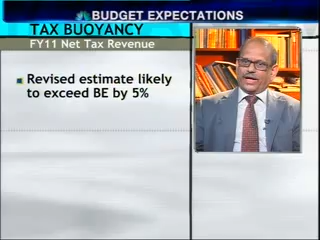 BUDGET EXPECTATIONS
TAX BUOYANCY
FY11 Net Tax Revenue
Revised estimate likely
to exceed BE by 5%